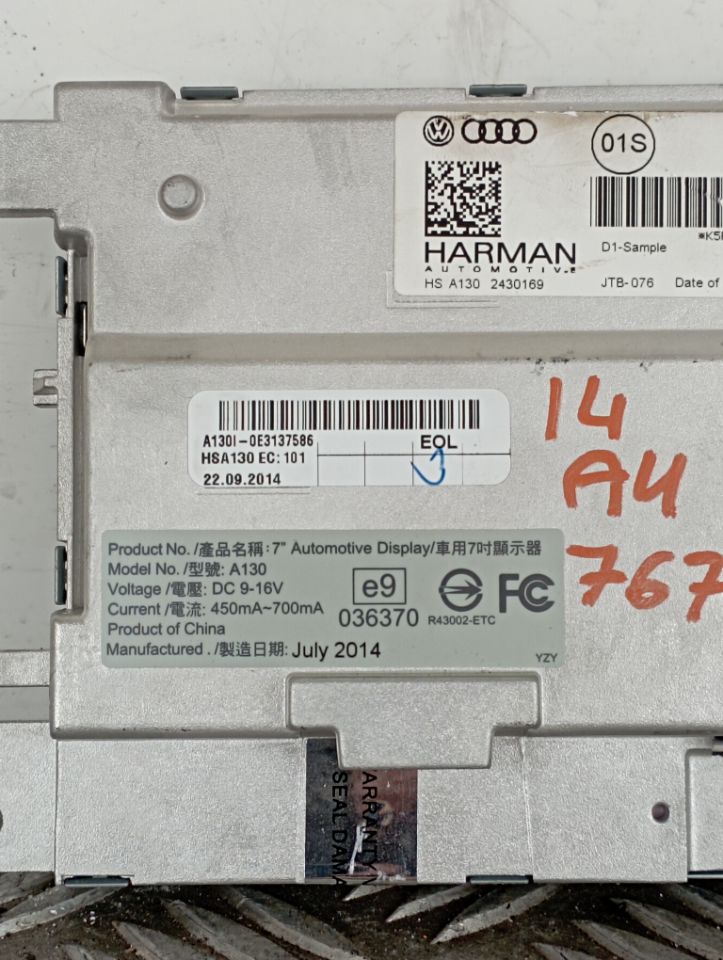 01S
HARMAN
AUTOMOTIVE
HS A130 2430169
D1-Sample
JTB-076 Date of
A130I-0E3137586
HSA130 EC: 101
22.09.2014
EOL
14
AU
767
Product No. /產品名稱: 7" Automotive Display/車用7吋顯示器
Model No. /型號: A130
Voltage /電壓: DC 9-16V
Current /電流: 450mA~700mA
Product of China
Manufactured . /製造日期: July 2014
e9
036370
R43002-ETC
FC
YZY
ARRANTY
SEAL DAMA